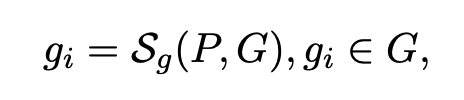 $g_i = \mathcal{S}_g(P, G), g_i \in G,$